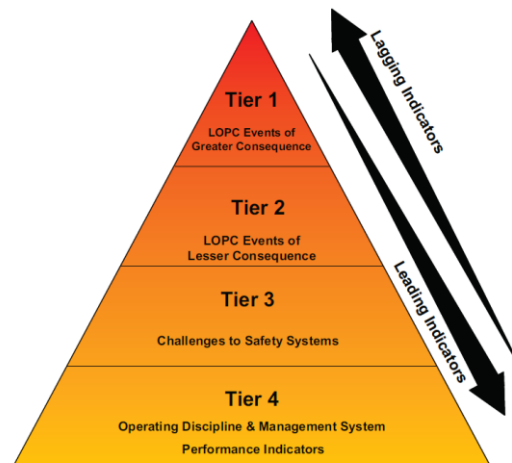 Tier 1
LOPC Events of
Greater Consequence
Tier 2
LOPC Events of
Lesser Consequence
Tier 3
Challenges to Safety Systems
Tier 4
Operating Discipline & Management System
Performance Indicators
Lagging Indicators
Leading Indicators